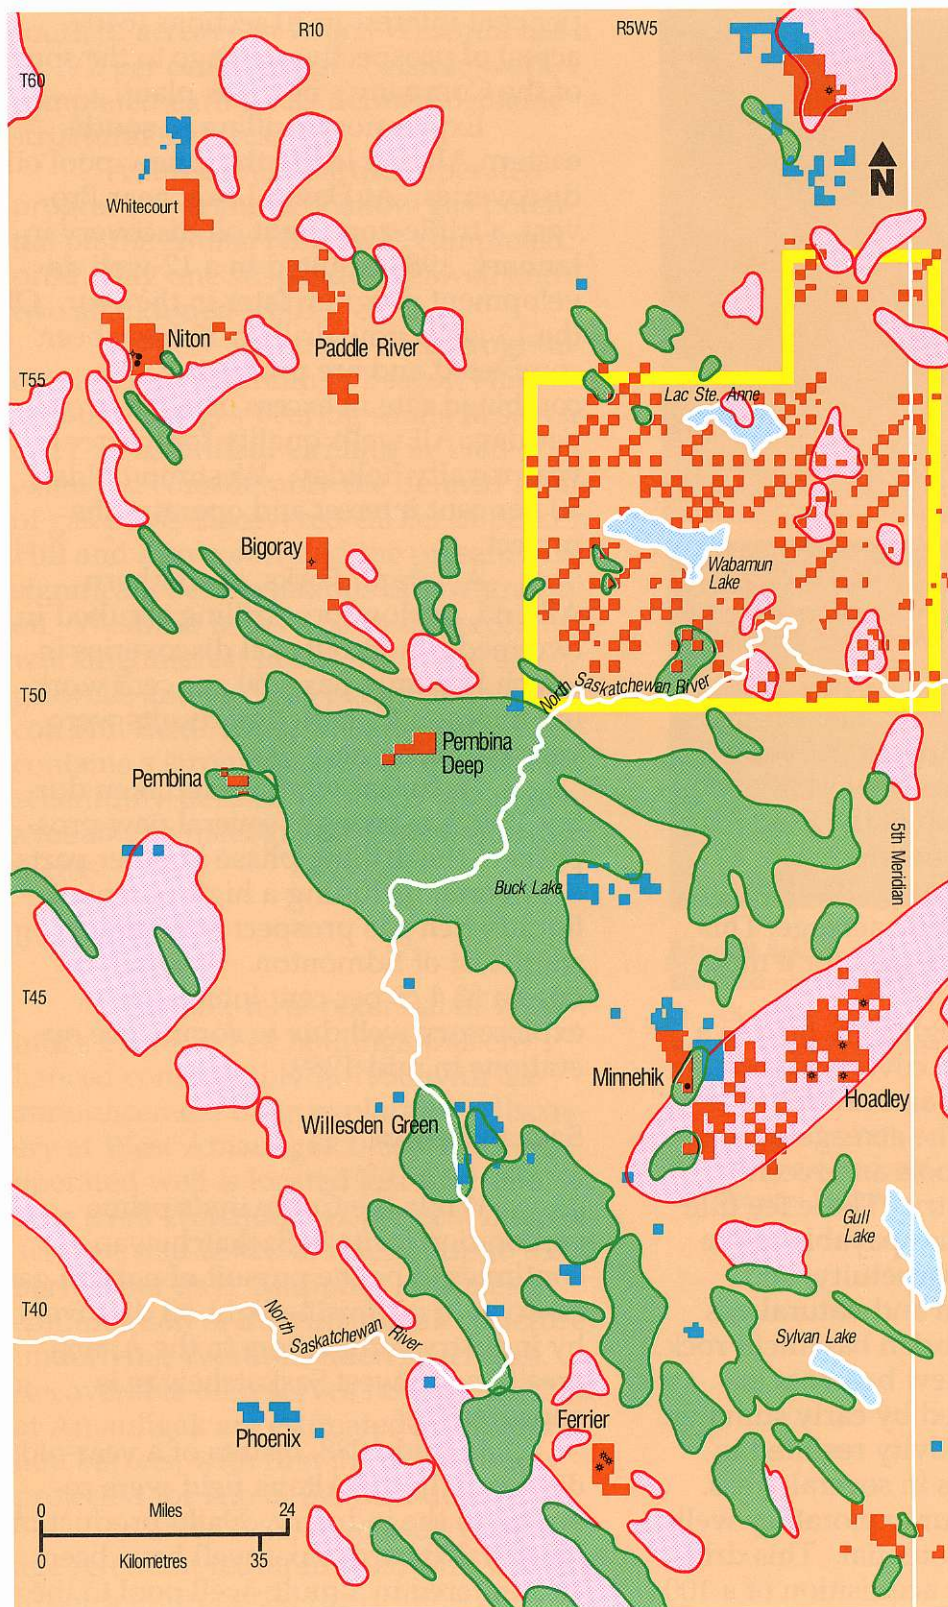 R10
R5W5
T60
N
Whitecourt
Niton
Paddle River
T55
Lac Ste. Anne
Bigoray
Wabamun
Lake
T50
North Saskatchewan River
Pembina
Deep
Pembina
5th Meridian
Buck Lake
T45
Minnehik
Hoadley
Willesden Green
Gull
Lake
T40
North
Saskatchewan River
Sylvan Lake
Ferrier
Phoenix
0 Miles 24
0 Kilometres 35